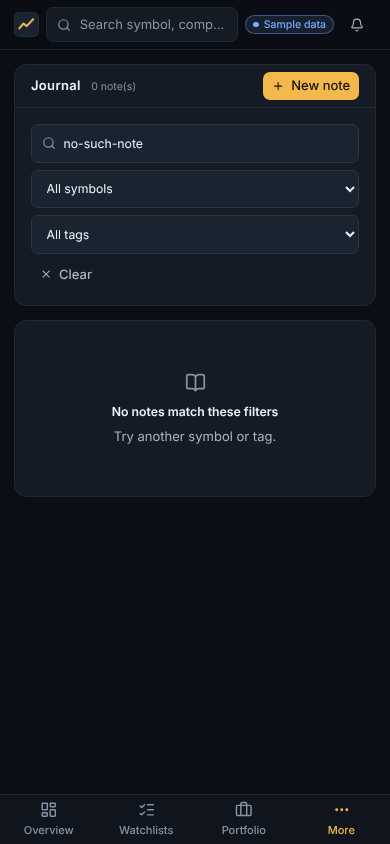 Search symbol, comp...
Sample data
Journal
0 note(s)
New note
no-such-note
All symbols
All tags
Clear
No notes match these filters
Try another symbol or tag.
Overview
Watchlists
Portfolio
More